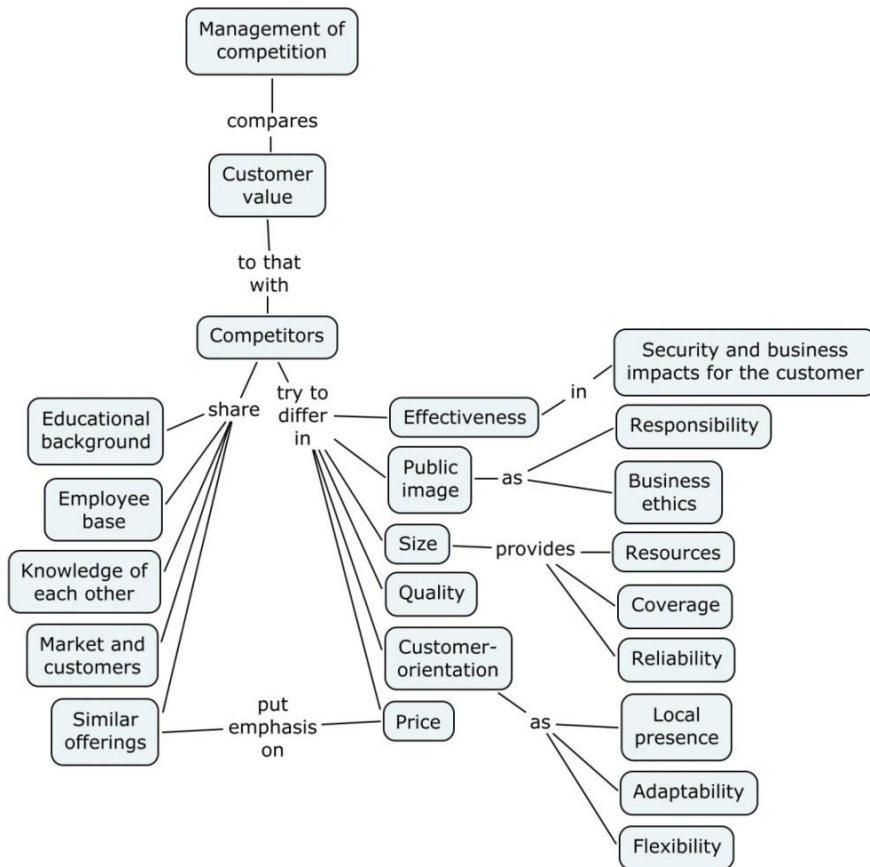 Management of
competition
compares
Customer
value
to that
with
Competitors
share
try to
differ
in
Educational
background
Employee
base
Knowledge of
each other
Market and
customers
Similar
offerings
put
emphasis
on
Effectiveness
in
Security and business
impacts for the customer
Public
image
as
Responsibility
Business
ethics
Size
provides
Resources
Coverage
Reliability
Quality
Customer-
orientation
as
Local
presence
Adaptability
Flexibility
Price